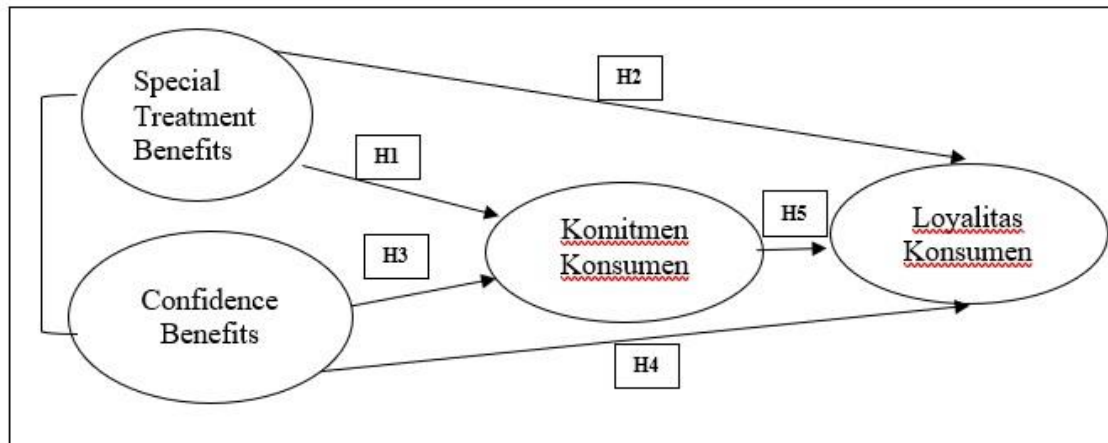 Special
Treatment
Benefits
H2
H1
H5
Komitmen
Konsumen
Loyalitas
Konsumen
H3
Confidence
Benefits
H4